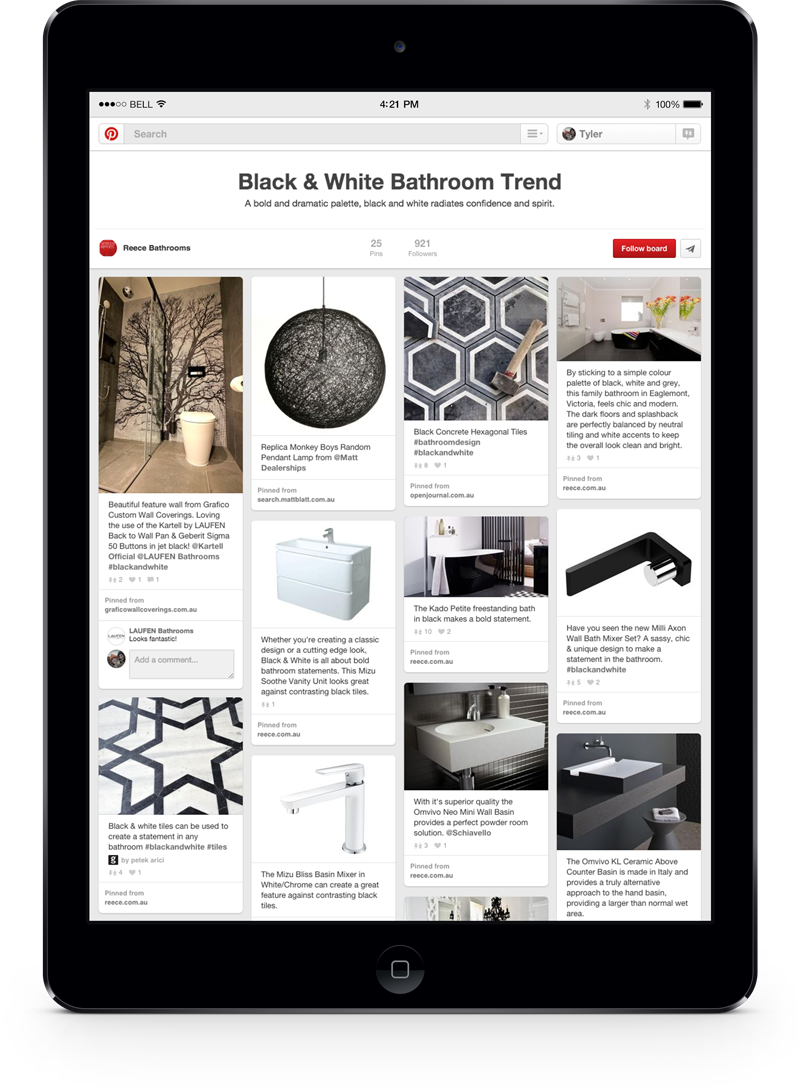 BELL
4:21 PM
100%
Search
Tyler
Black & White Bathroom Trend
A bold and dramatic palette, black and white radiates confidence and spirit.
Reece Bathrooms
25
Pins
921
Followers
Follow board
Beautiful feature wall from Grafico
Custom Wall Coverings. Loving
the use of the Kartell by LAUFEN
Back to Wall Pan & Geberit Sigma
50 Buttons in jet black! @Kartell
Official @LAUFEN Bathrooms
#blackandwhite
2 1 1
Pinned from
graficowallcoverings.com.au
LAUFEN
LAUFEN Bathrooms
Looks fantastic!
Add a comment...
Black & white tiles can be used to
create a statement in any
bathroom #blackandwhite #tiles
g by petek arici
4 1
Pinned from
reece.com.au
Replica Monkey Boys Random
Pendant Lamp from @Matt
Dealerships
Pinned from
search.mattblatt.com.au
Whether you're creating a classic
design or a cutting edge look,
Black & White is all about bold
bathroom statements. This Mizu
Soothe Vanity Unit looks great
against contrasting black tiles.
1
Pinned from
reece.com.au
The Mizu Bliss Basin Mixer in
White/Chrome can create a great
feature against contrasting black
tiles.
Black Concrete Hexagonal Tiles
#bathroomdesign
#blackandwhite
8 1
Pinned from
openjournal.com.au
The Kado Petite freestanding bath
in black makes a bold statement.
10 2
Pinned from
reece.com.au
With it's superior quality the
Omvivo Neo Mini Wall Basin
provides a perfect powder room
solution. @Schiavello
3 1
Pinned from
reece.com.au
By sticking to a simple colour
palette of black, white and grey,
this family bathroom in Eaglemont,
Victoria, feels chic and modern.
The dark floors and splashback
are perfectly balanced by neutral
tiling and white accents to keep
the overall look clean and bright.
3 1
Pinned from
reece.com.au
Have you seen the new Milli Axon
Wall Bath Mixer Set? A sassy, chic
& unique design to make a
statement in the bathroom.
#blackandwhite
5 2
Pinned from
reece.com.au
The Omvivo KL Ceramic Above
Counter Basin is made in Italy and
provides a truly alternative
approach to the hand basin,
providing a larger than normal wet
area.